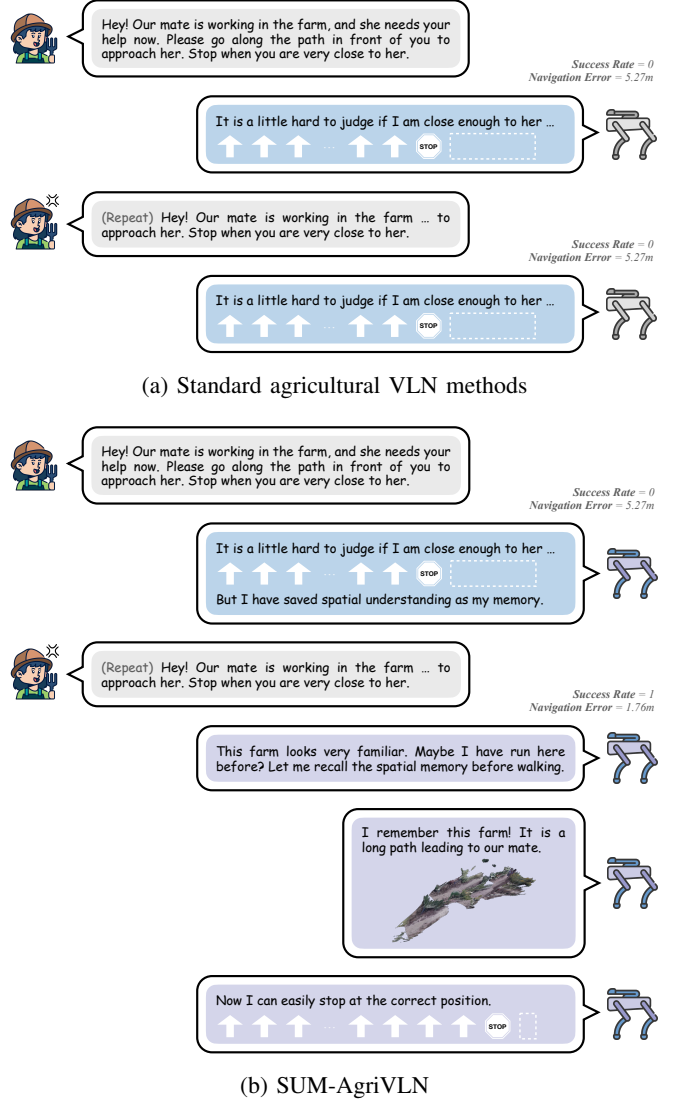 Hey! Our mate is working in the farm, and she needs your
help now. Please go along the path in front of you to
approach her. Stop when you are very close to her.
Success Rate = 0
Navigation Error = 5.27m
It is a little hard to judge if I am close enough to her ...
... STOP
(Repeat) Hey! Our mate is working in the farm ... to
approach her. Stop when you are very close to her.
Success Rate = 0
Navigation Error = 5.27m
It is a little hard to judge if I am close enough to her ...
... STOP
(a) Standard agricultural VLN methods
Hey! Our mate is working in the farm, and she needs your
help now. Please go along the path in front of you to
approach her. Stop when you are very close to her.
Success Rate = 0
Navigation Error = 5.27m
It is a little hard to judge if I am close enough to her ...
... STOP
But I have saved spatial understanding as my memory.
(Repeat) Hey! Our mate is working in the farm ... to
approach her. Stop when you are very close to her.
Success Rate = 1
Navigation Error = 1.76m
This farm looks very familiar. Maybe I have run here
before? Let me recall the spatial memory before walking.
I remember this farm! It is a
long path leading to our mate.
Now I can easily stop at the correct position.
... STOP
(b) SUM-AgriVLN